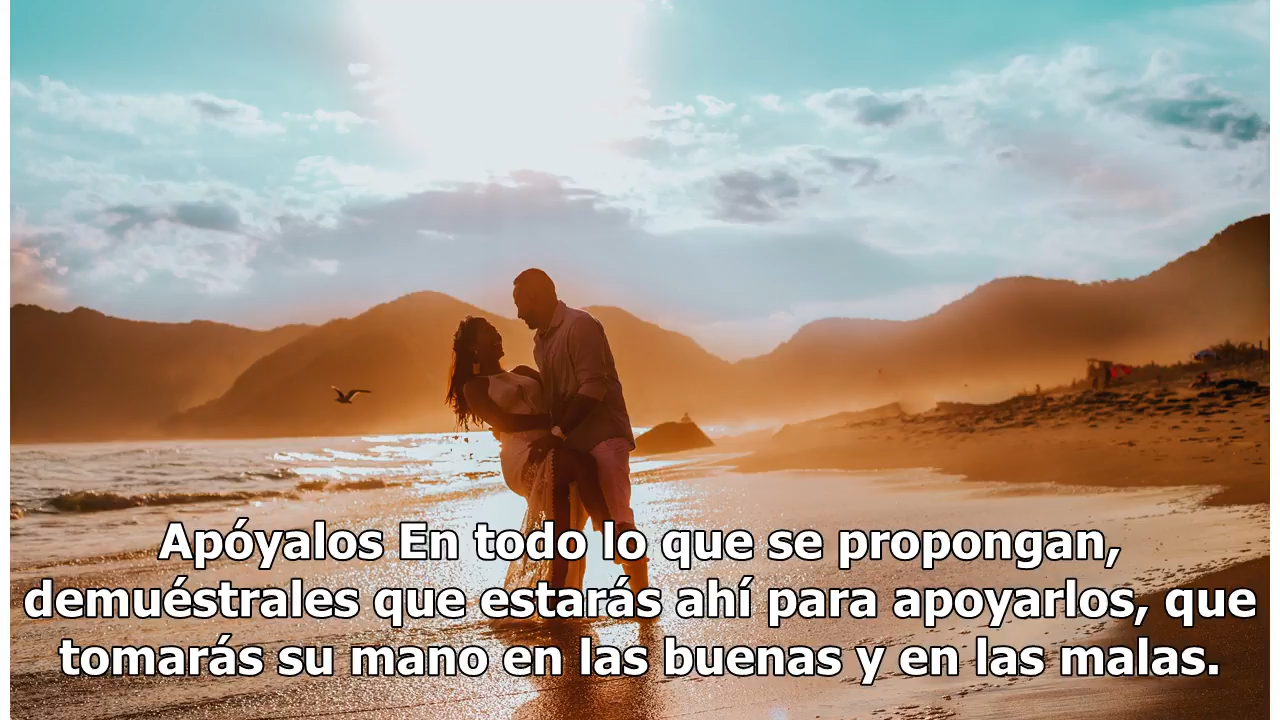 Apóyalos En todo lo que se propongan,
demuéstrales que estarás ahí para apoyarlos, que
tomarás su mano en las buenas y en las malas.